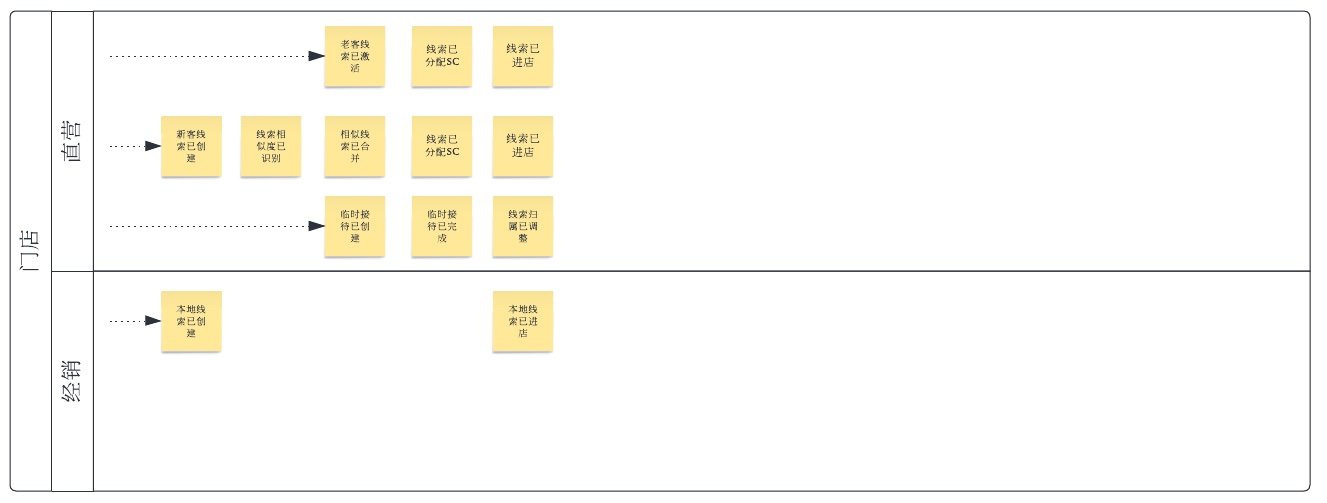 门店
直营
老客线
索已激
活
线索已
分配SC
线索已
进店
新客线
索已创
建
线索相
似度已
识别
相似线
索已合
并
线索已
分配SC
线索已
进店
临时接
待已创
建
临时接
待已完
成
线索归
属已调
整
经销
本地线
索已创
建
本地线
索已进
店